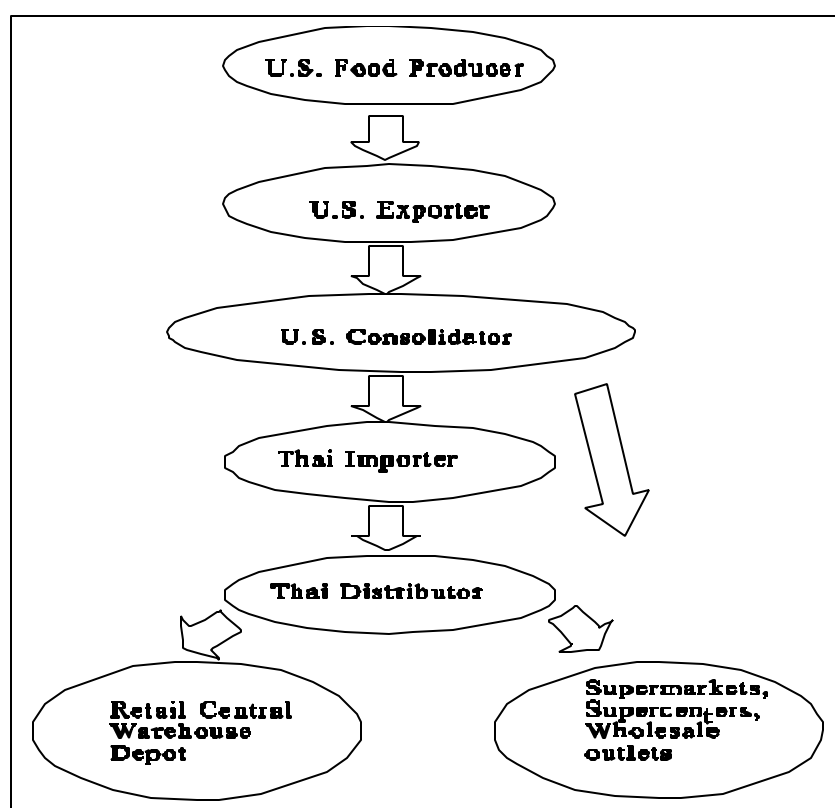 U.S. Food Producer
U.S. Exporter
U.S. Consolidator
Thai Importer
Thai Distributor
Retail Central
Warehouse
Depot
Supermarkets,
Supercenters,
Wholesale
outlets